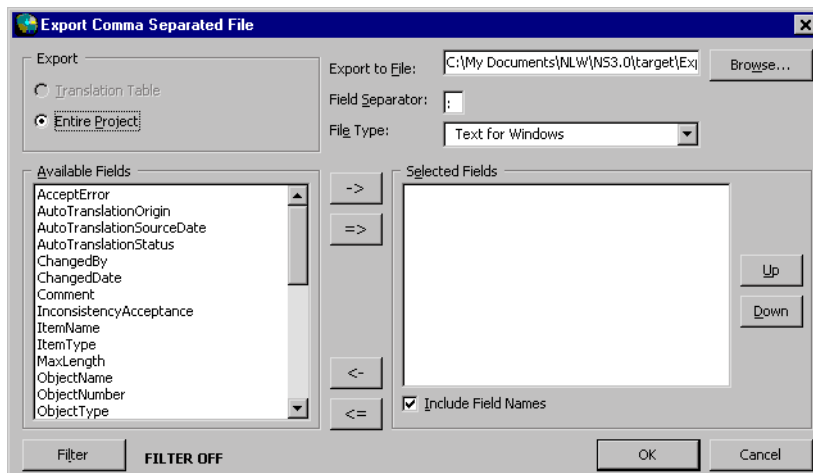 Export Comma Separated File
Export
Translation Table
Entire Project
Export to File:
C:\My Documents\NLW\NS3.0\target\Exp
Browse...
Field Separator:
;
File Type:
Text for Windows
Available Fields
AcceptError
AutoTranslationOrigin
AutoTranslationSourceDate
AutoTranslationStatus
ChangedBy
ChangedDate
Comment
InconsistencyAcceptance
ItemName
ItemType
MaxLength
ObjectName
ObjectNumber
ObjectType
->
=>
<-
<=
Selected Fields
Up
Down
Include Field Names
Filter
FILTER OFF
OK
Cancel